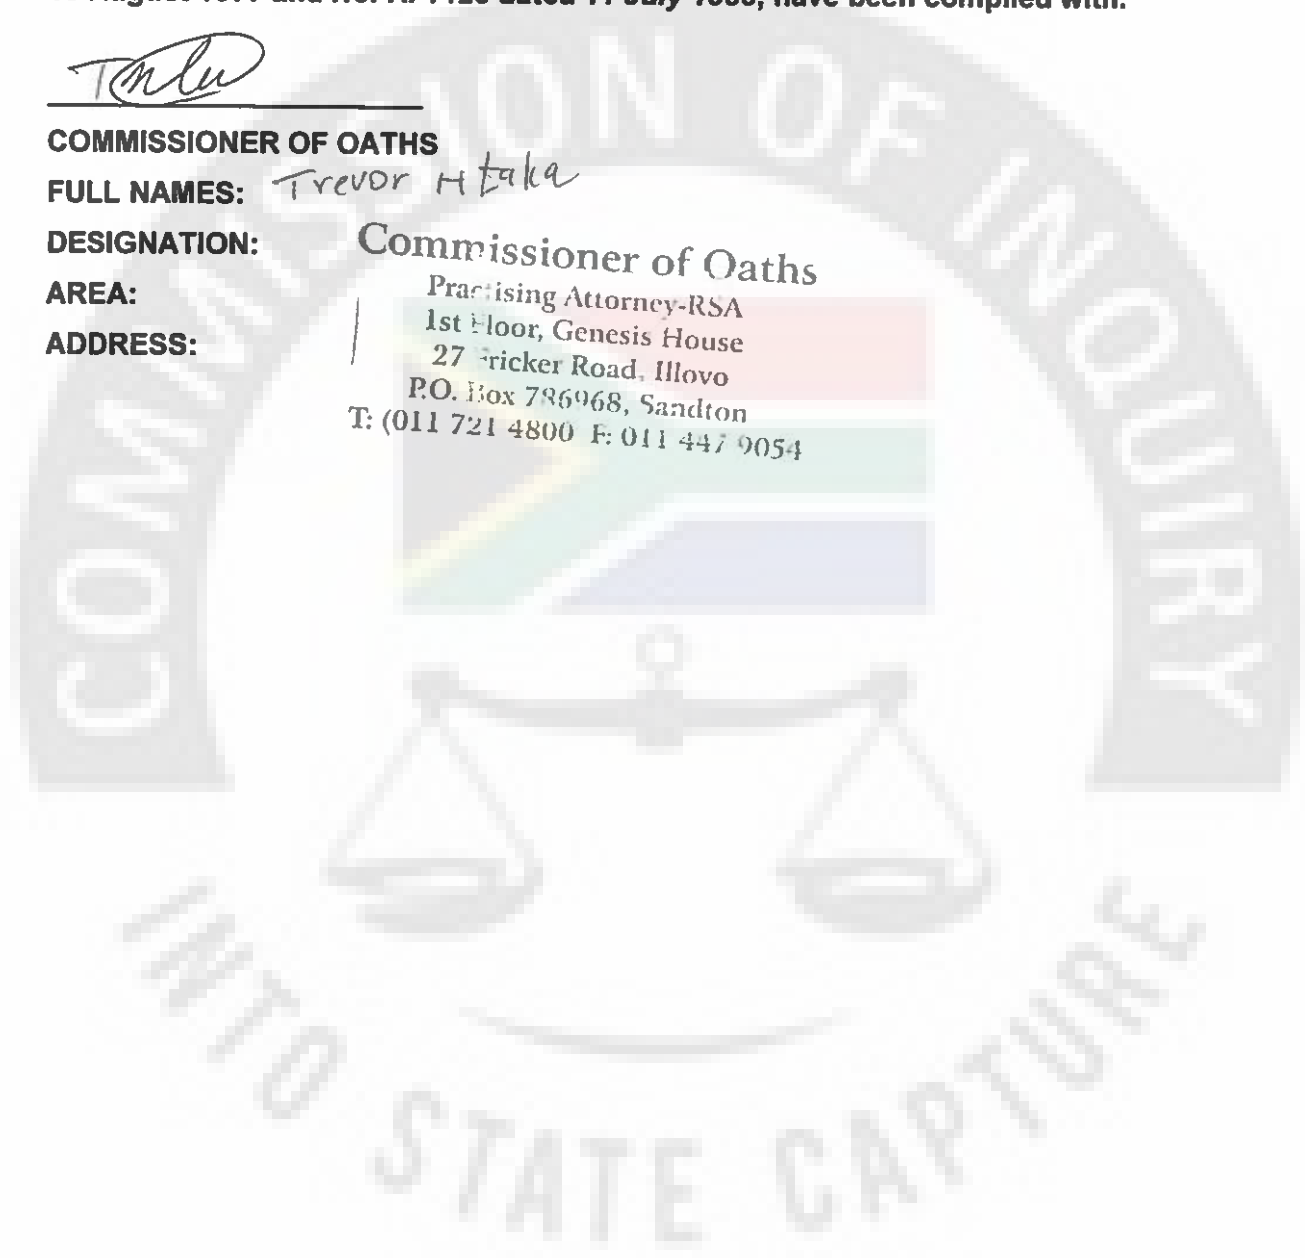 COMMISSIONER OF OATHS
FULL NAMES: Trevor
DESIGNATION:
AREA:
ADDRESS:
Commissioner of Oaths
Practising Attorney-RSA
1st Floor, Genesis House
27 Fricker Road, Illovo
P.O. Box 786968, Sandton
T: (011 721 4800 F: 011 447 9054
COMMISSION OF INQUIRY
INTO STATE CAPTURE